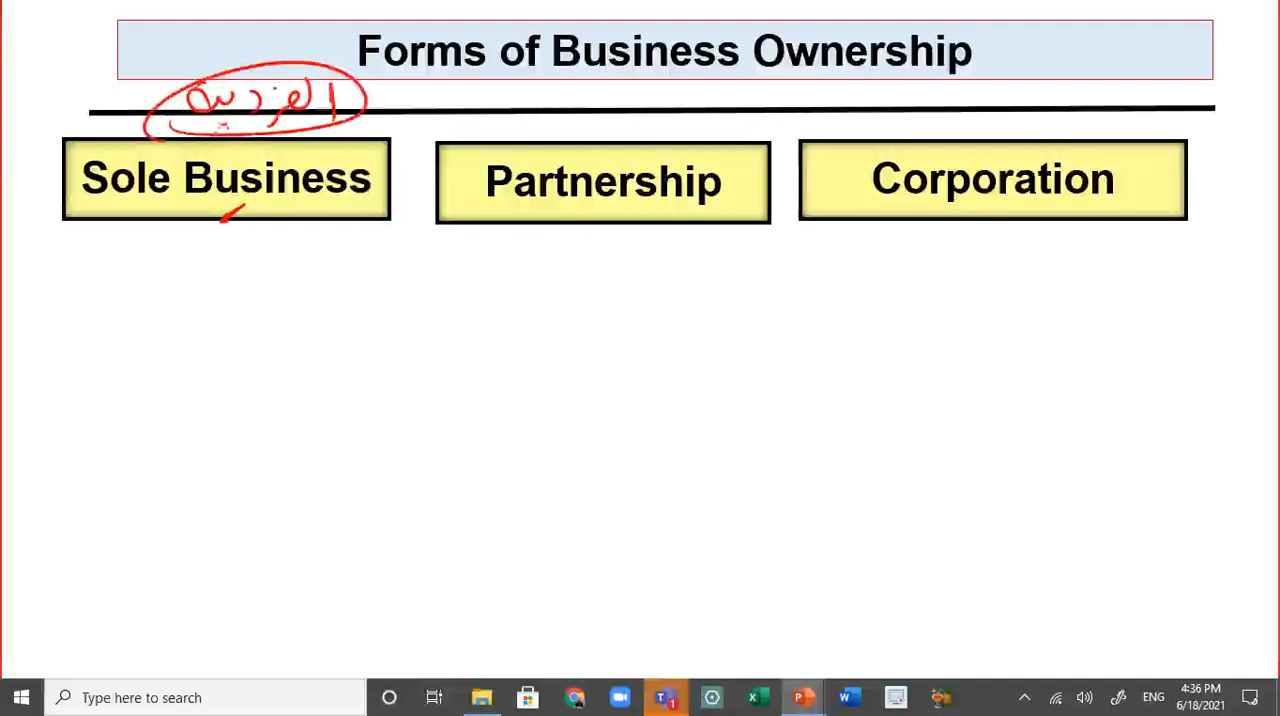 Forms of Business Ownership
الفردية
Sole Business
Partnership
Corporation
Type here to search
ENG
4:36 PM
6/18/2021